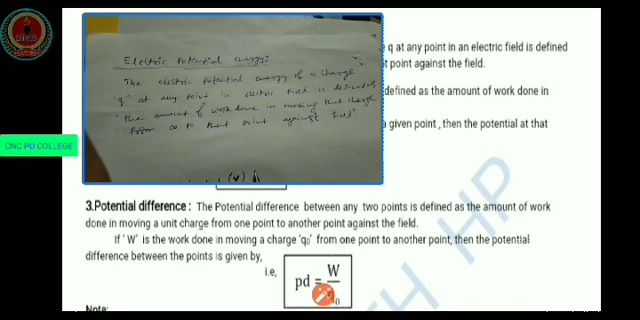 q at any point in an electric field is defined
Electric Potential energy:
t point against the field.
The electric potential energy of a charge
"q" at any point in electric field is defined as
defined as the amount of work done in
"the amount of work done in moving that charge
from ∞ to that point against field"
a given point, then the potential at that
CNC PU COLLEGE
(V)
3.Potential difference : The Potential difference between any two points is defined as the amount of work
done in moving a unit charge from one point to another point against the field.
If ' W' is the work done in moving a charge 'q₀' from one point to another point, then the potential
difference between the points is given by,
i.e,
pd = W
Note:
HP